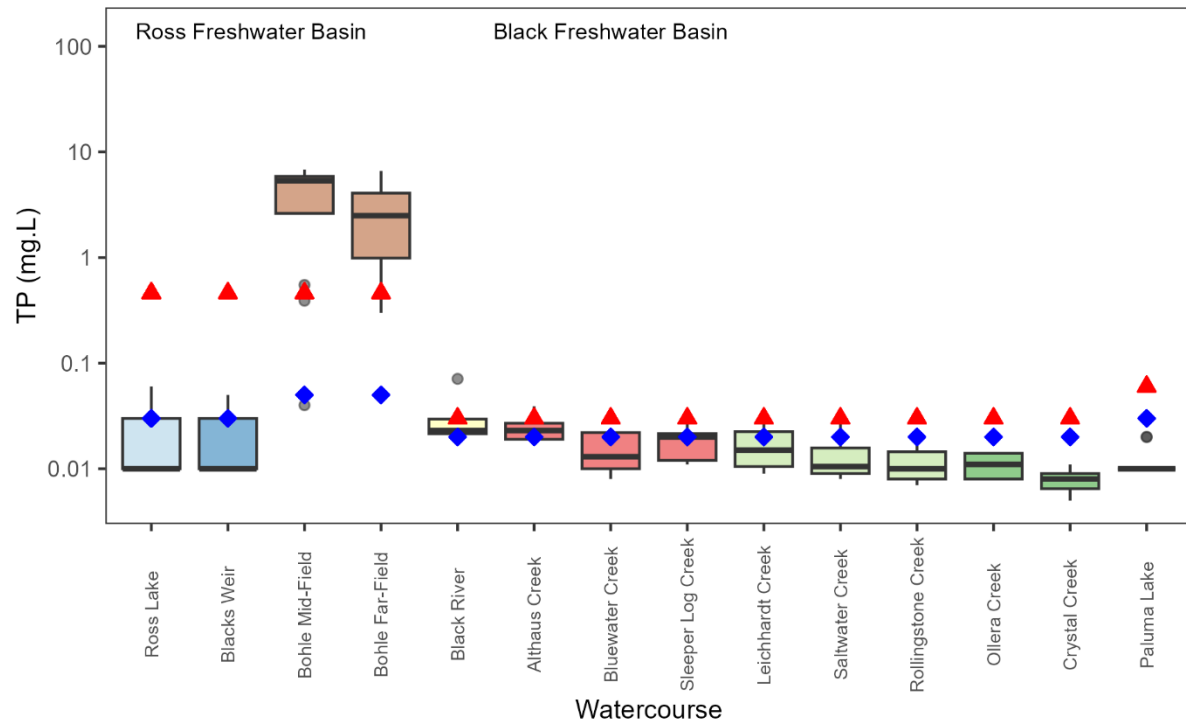 Ross Freshwater Basin
Black Freshwater Basin
100
10
1
0.1
0.01
TP (mg.L)
Ross Lake
Blacks Weir
Bohle Mid-Field
Bohle Far-Field
Black River
Althaus Creek
Bluewater Creek
Sleeper Log Creek
Leichhardt Creek
Saltwater Creek
Rollingstone Creek
Ollera Creek
Crystal Creek
Paluma Lake
Watercourse